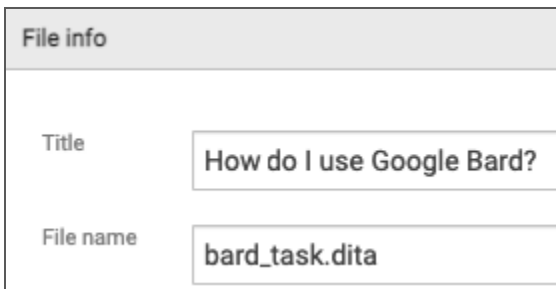 File info
Title
How do I use Google Bard?
File name
bard_task.dita